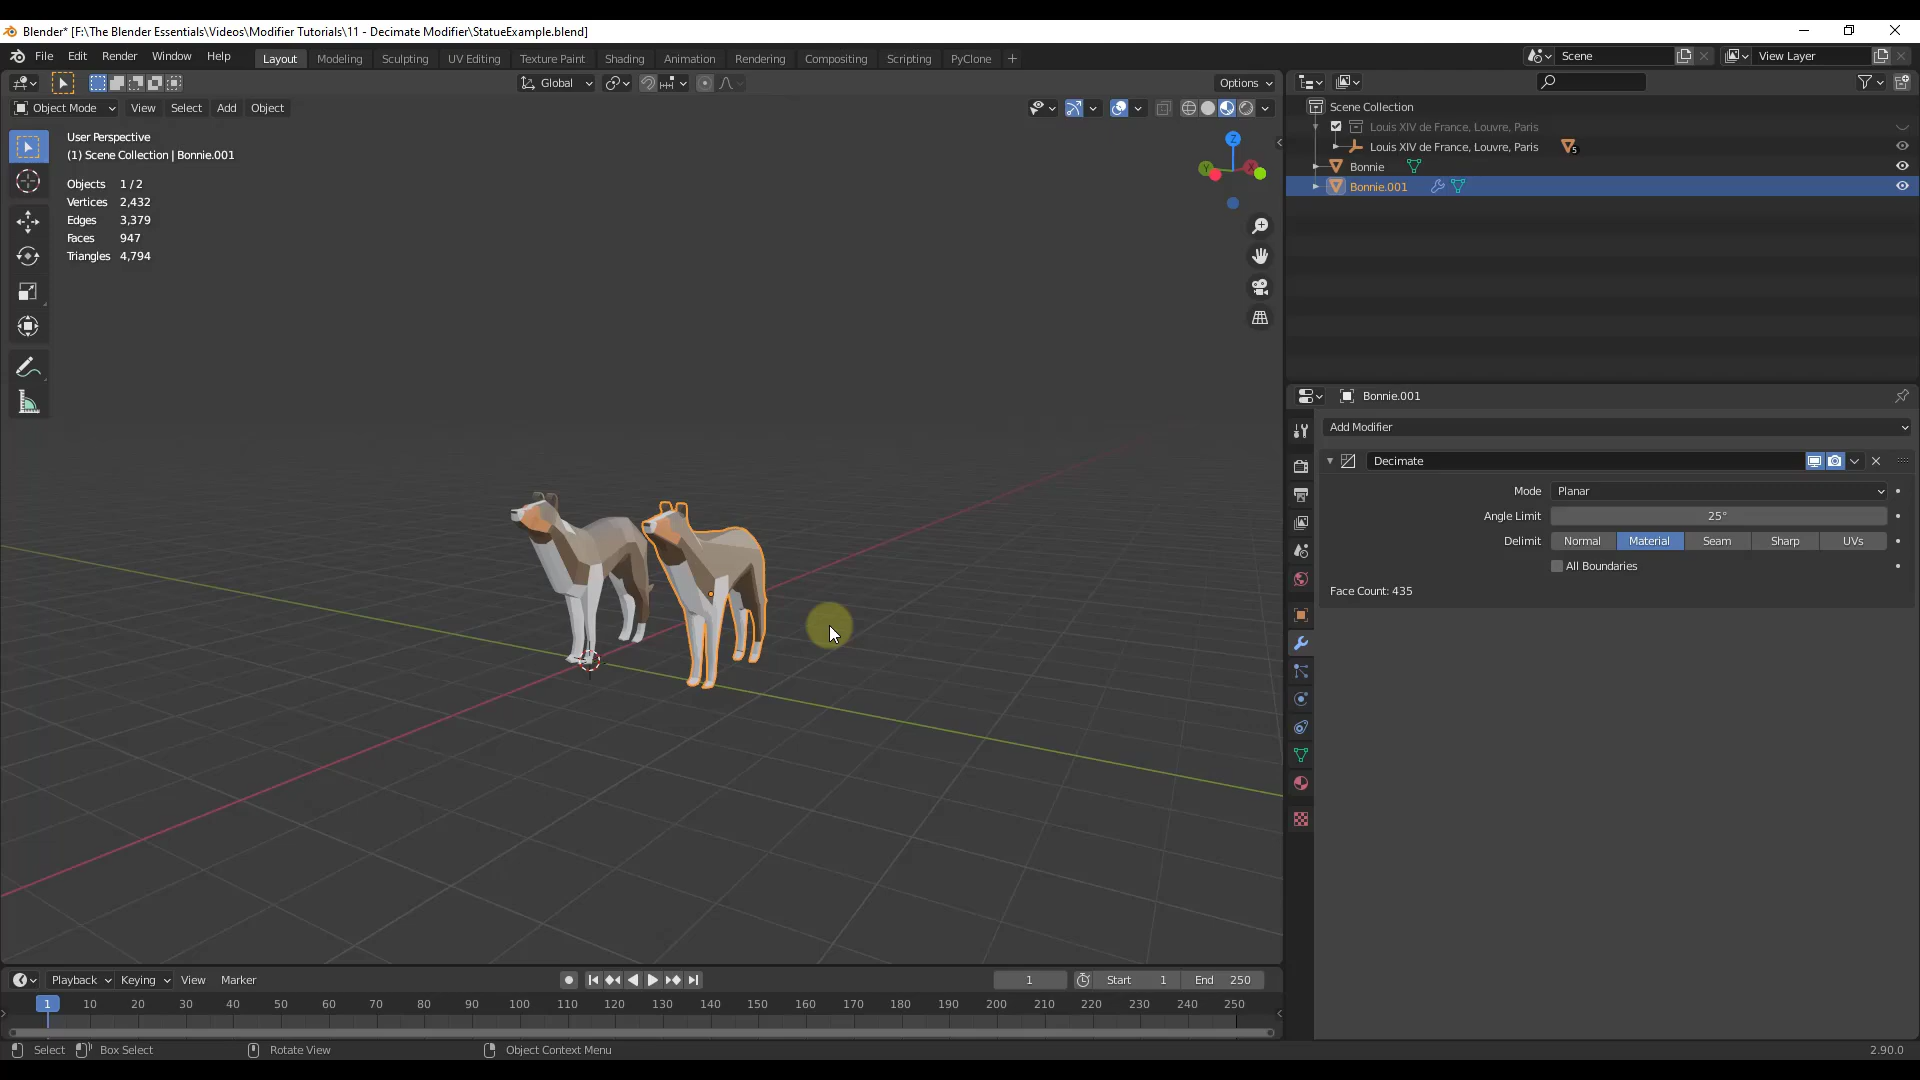 Blender* [F:\The Blender Essentials\Videos\Modifier Tutorials\11 - Decimate Modifier\StatueExample.blend]
File Edit Render Window Help Layout Modeling Sculpting UV Editing Texture Paint Shading Animation Rendering Compositing Scripting PyClone + Scene View Layer
Global Options
Object Mode View Select Add Object
User Perspective
(1) Scene Collection | Bonnie.001
Objects 1 / 2
Vertices 2,432
Edges 3,379
Faces 947
Triangles 4,794
Z
Y X
Scene Collection
Louis XIV de France, Louvre, Paris
Louis XIV de France, Louvre, Paris 5
Bonnie
Bonnie.001
Bonnie.001
Add Modifier
Decimate
Mode Planar
Angle Limit 25°
Delimit Normal Material Seam Sharp UVs
All Boundaries
Face Count: 435
Playback Keying View Marker 1 Start 1 End 250
1 10 20 30 40 50 60 70 80 90 100 110 120 130 140 150 160 170 180 190 200 210 220 230 240 250
Select Box Select Rotate View Object Context Menu 2.90.0